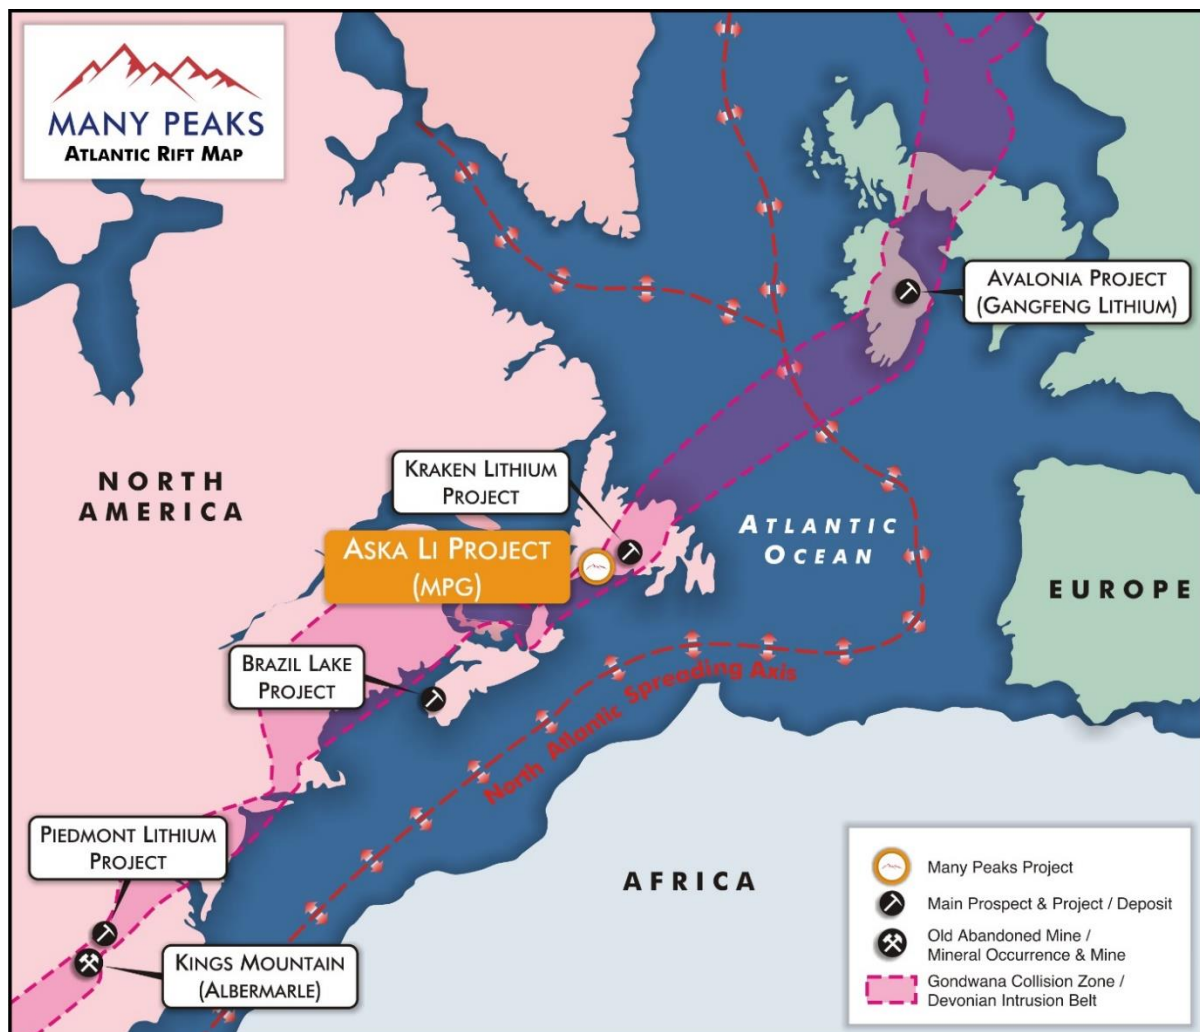 MANY PEAKS
ATLANTIC RIFT MAP
AVALONIA PROJECT
(GANGFENG LITHIUM)
KRAKEN LITHIUM
PROJECT
NORTH
AMERICA
ATLANTIC
OCEAN
ASKA LI PROJECT
(MPG)
EUROPE
BRAZIL LAKE
PROJECT
North Atlantic Spreading Axis
PIEDMONT LITHIUM
PROJECT
AFRICA
KINGS MOUNTAIN
(ALBERMARLE)
Many Peaks Project
Main Prospect & Project / Deposit
Old Abandoned Mine /
Mineral Occurrence & Mine
Gondwana Collision Zone /
Devonian Intrusion Belt